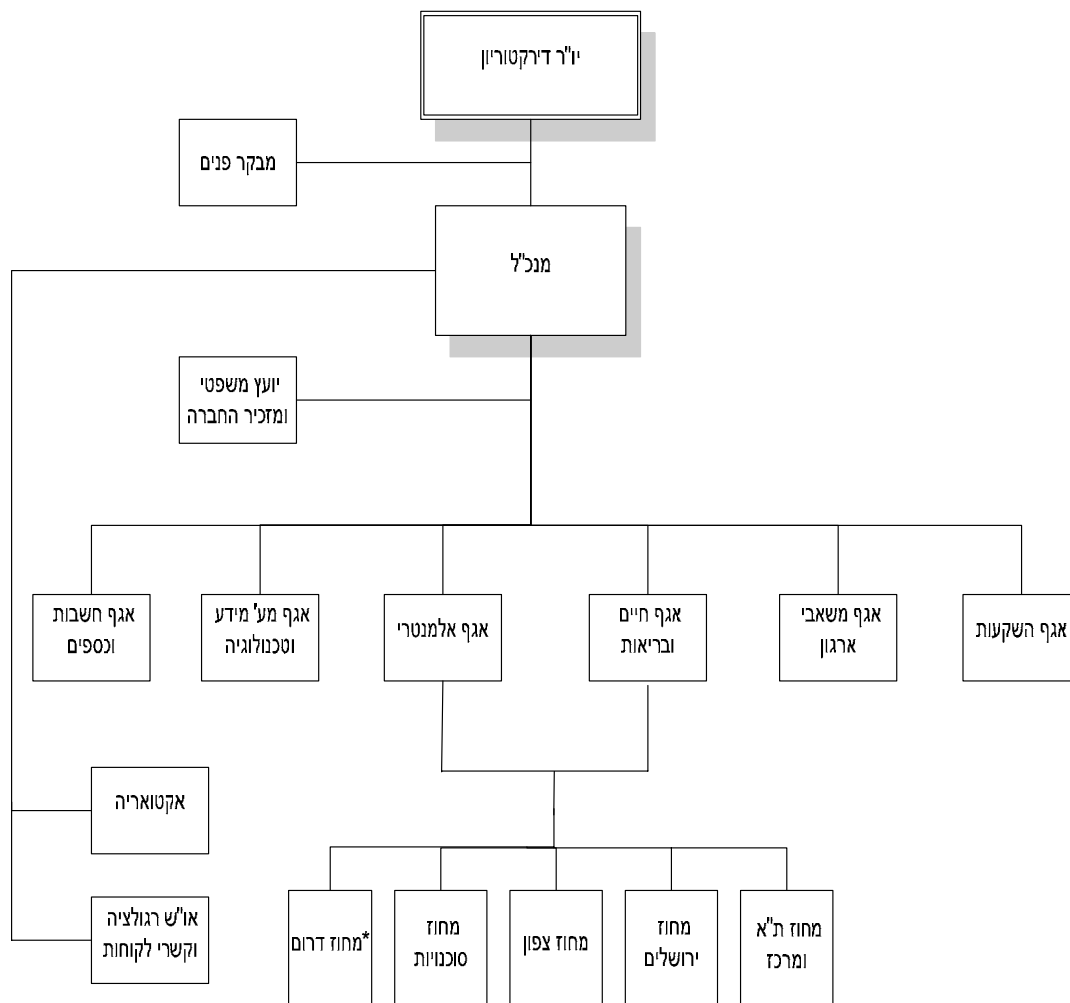 יו"ר דירקטוריון
מבקר פנים
מנכ"ל
יועץ משפטי
ומזכיר החברה
אגף השקעות
אגף משאבי
ארגון
אגף חיים
ובריאות
אגף אלמנטרי
אגף מע' מידע
וטכנולוגיה
אגף חשבות
וכספים
אקטואריה
או"ש רגולציה
וקשרי לקוחות
מחוז ת"א
ומרכז
מחוז
ירושלים
מחוז צפון
מחוז
סוכנויות
מחוז דרום*